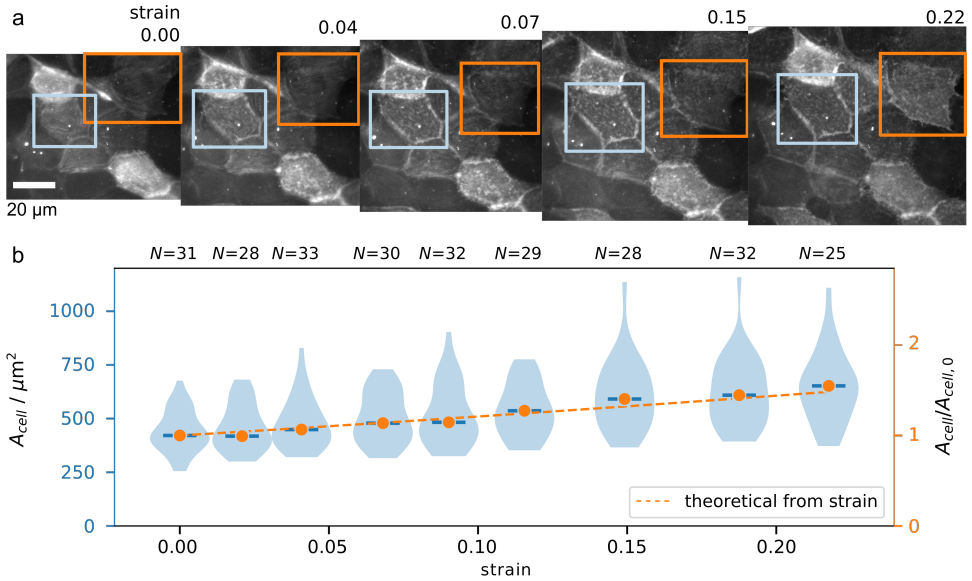 a
strain
0.00
0.04
0.07
0.15
0.22
20 μm
b
N=31 N=28 N=33 N=30 N=32 N=29 N=28 N=32 N=25
1000
750
500
250
0
A_cell / μm²
2
1
0
A_cell/A_cell,0
theoretical from strain
0.00 0.05 0.10 0.15 0.20
strain